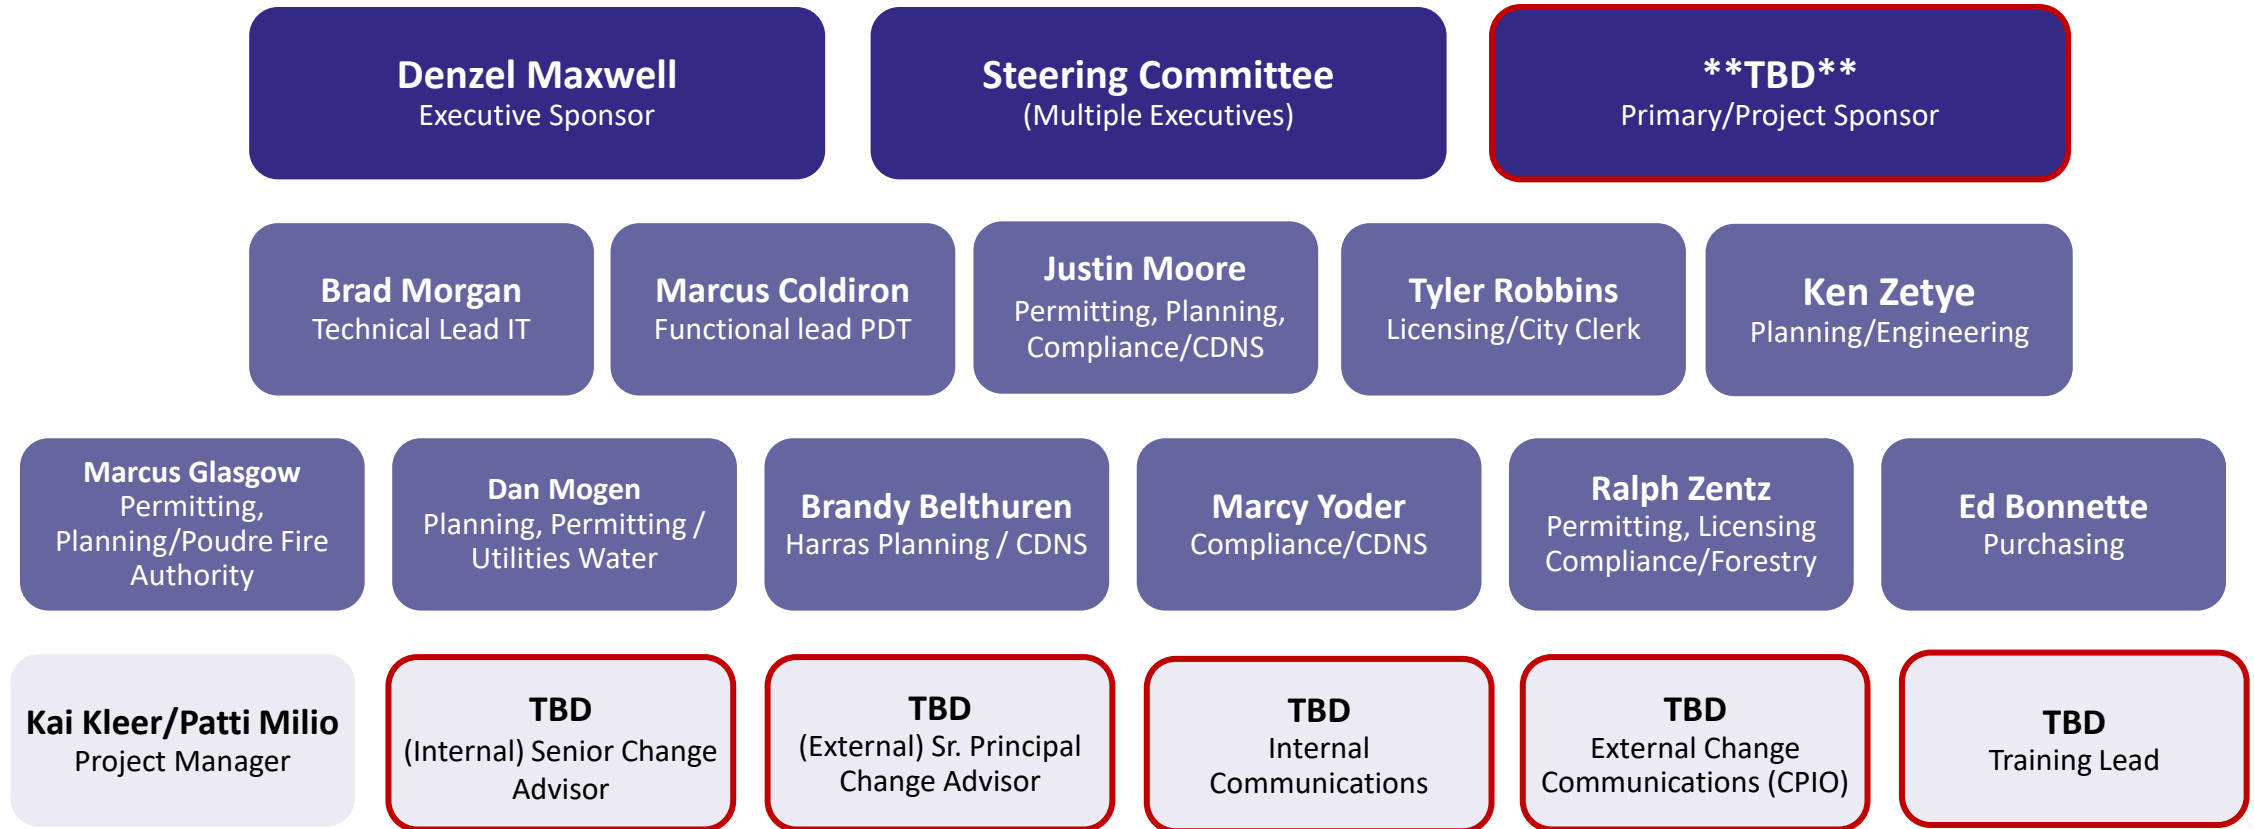 Denzel Maxwell
Executive Sponsor
Steering Committee
(Multiple Executives)
**TBD**
Primary/Project Sponsor
Brad Morgan
Technical Lead IT
Marcus Coldiron
Functional lead PDT
Justin Moore
Permitting, Planning,
Compliance/CDNS
Tyler Robbins
Licensing/City Clerk
Ken Zetye
Planning/Engineering
Marcus Glasgow
Permitting,
Planning/Poudre Fire
Authority
Dan Mogen
Planning, Permitting /
Utilities Water
Brandy Belthuren
Harras Planning / CDNS
Marcy Yoder
Compliance/CDNS
Ralph Zentz
Permitting, Licensing
Compliance/Forestry
Ed Bonnette
Purchasing
Kai Kleer/Patti Milio
Project Manager
TBD
(Internal) Senior Change
Advisor
TBD
(External) Sr. Principal
Change Advisor
TBD
Internal
Communications
TBD
External Change
Communications (CPIO)
TBD
Training Lead